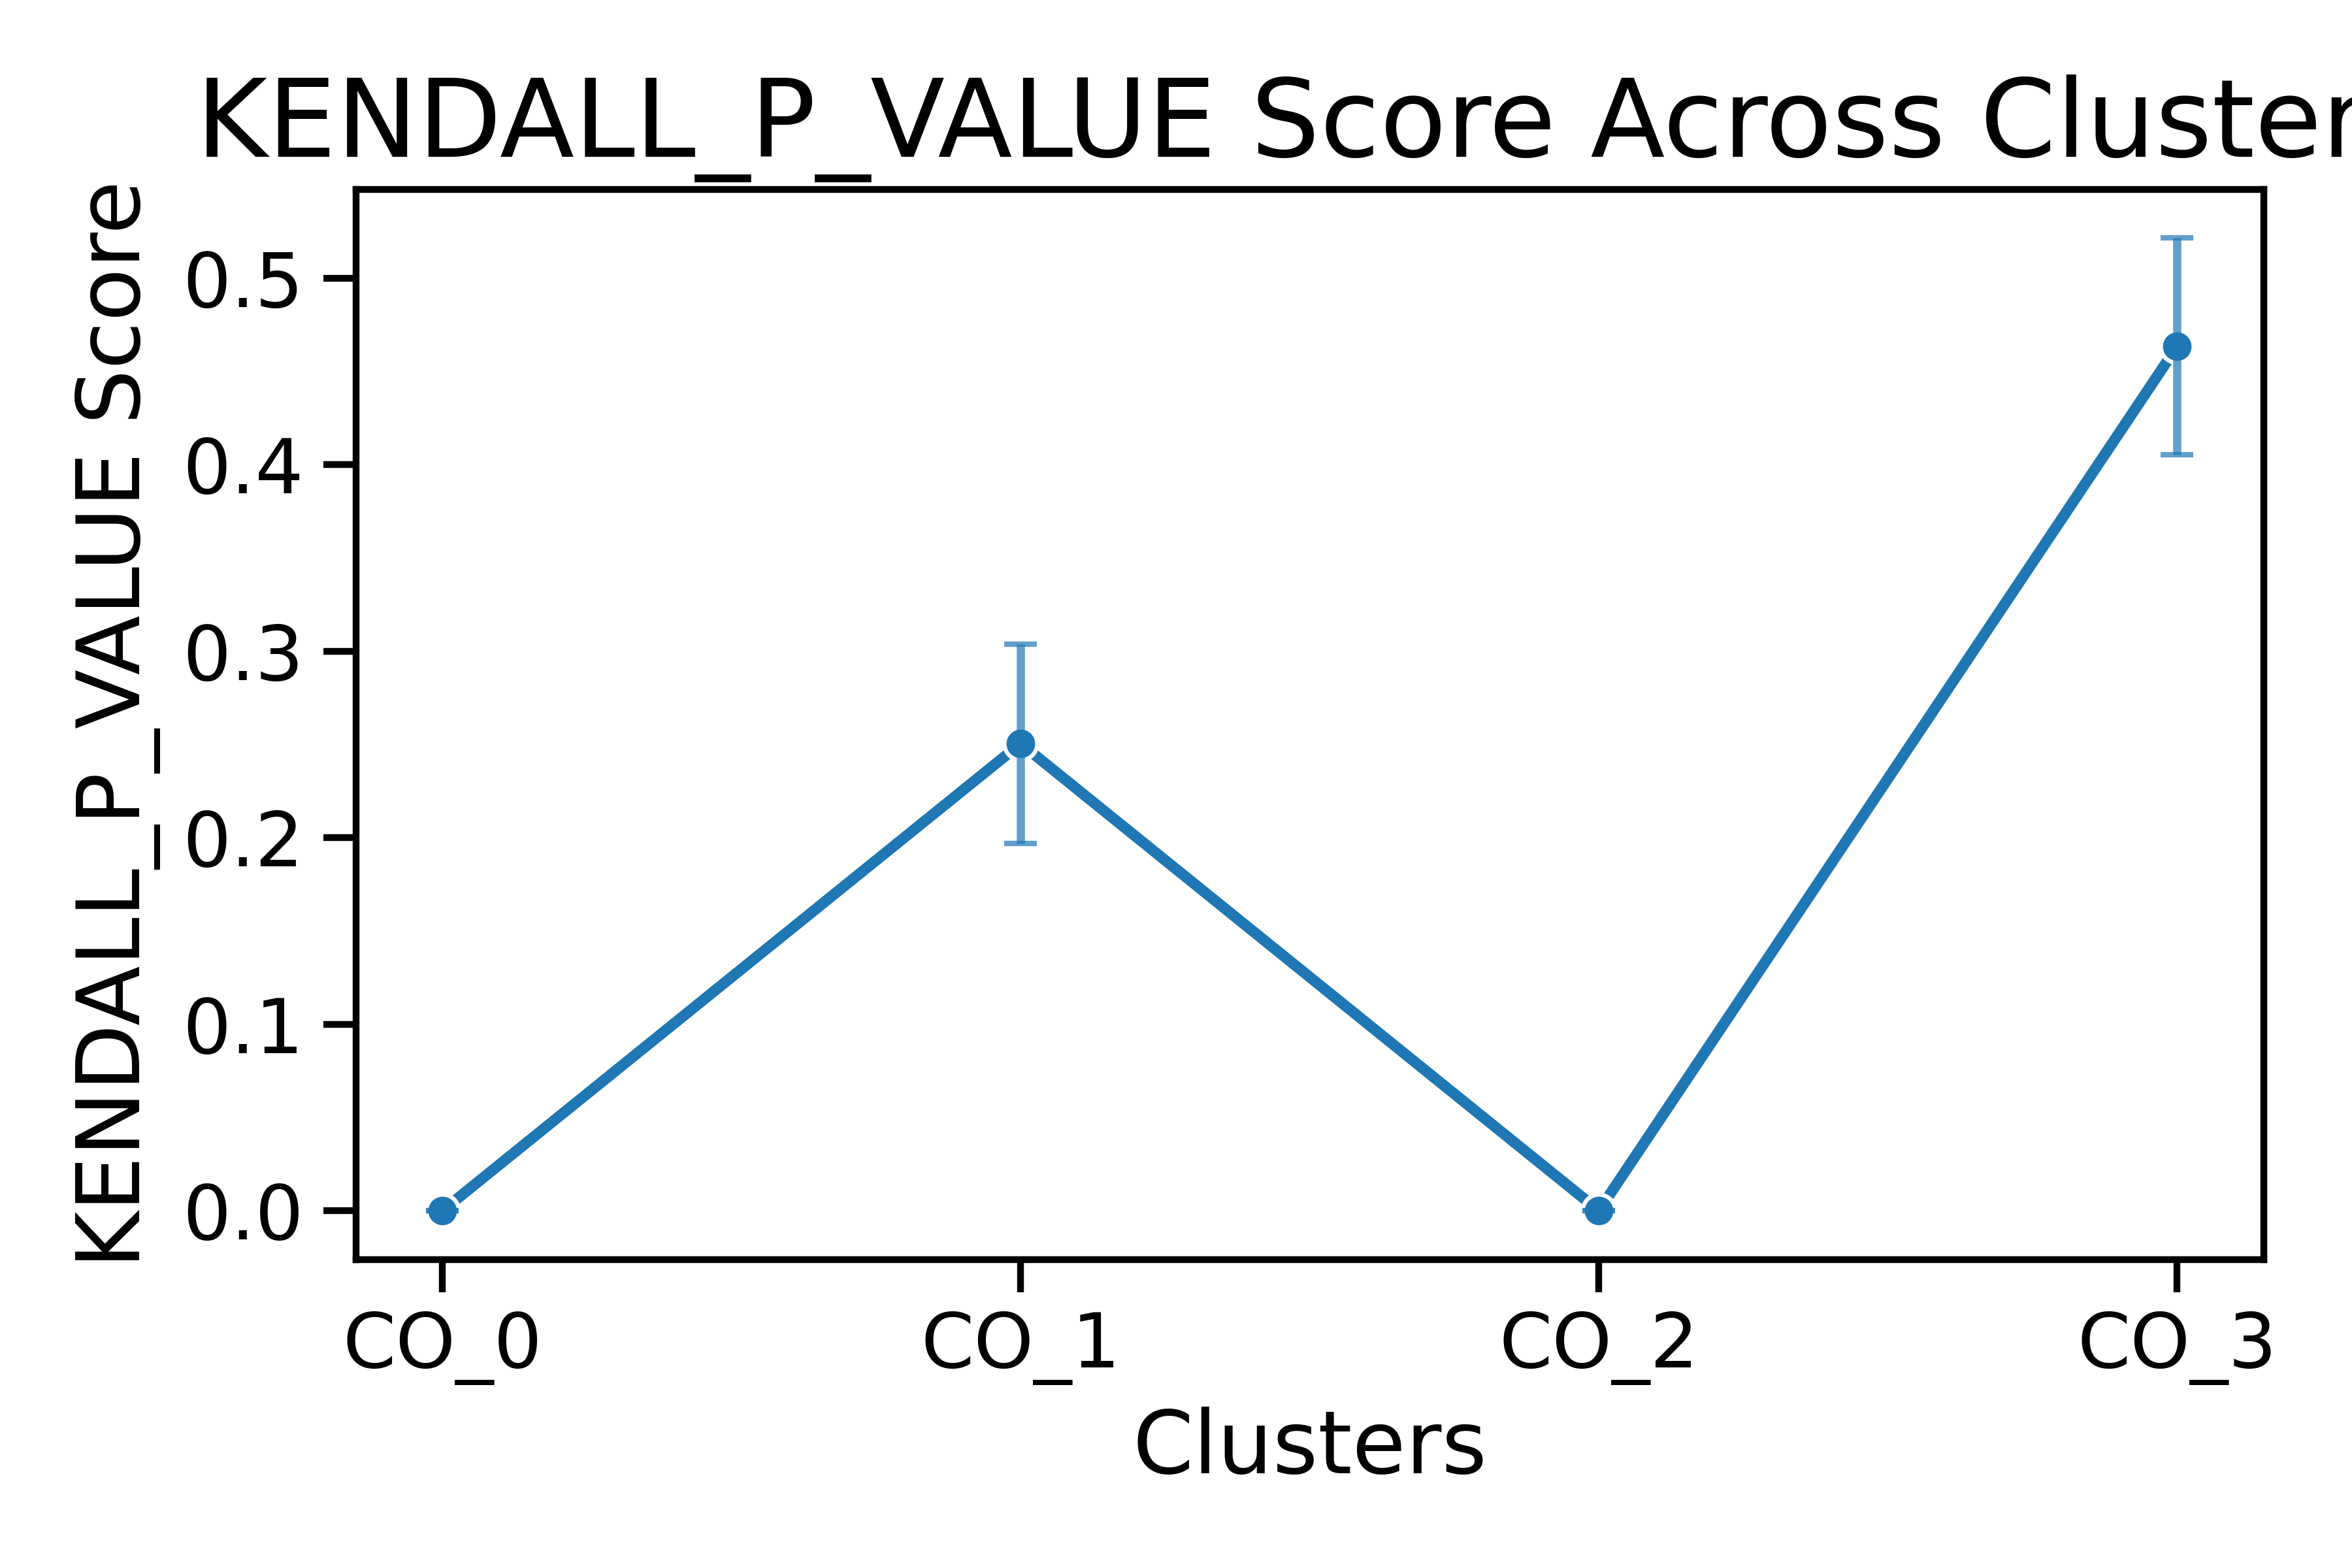 KENDALL_P_VALUE Score Across Cluster
KENDALL_P_VALUE Score
0.5
0.4
0.3
0.2
0.1
0.0
CO_0 CO_1 CO_2 CO_3
Clusters